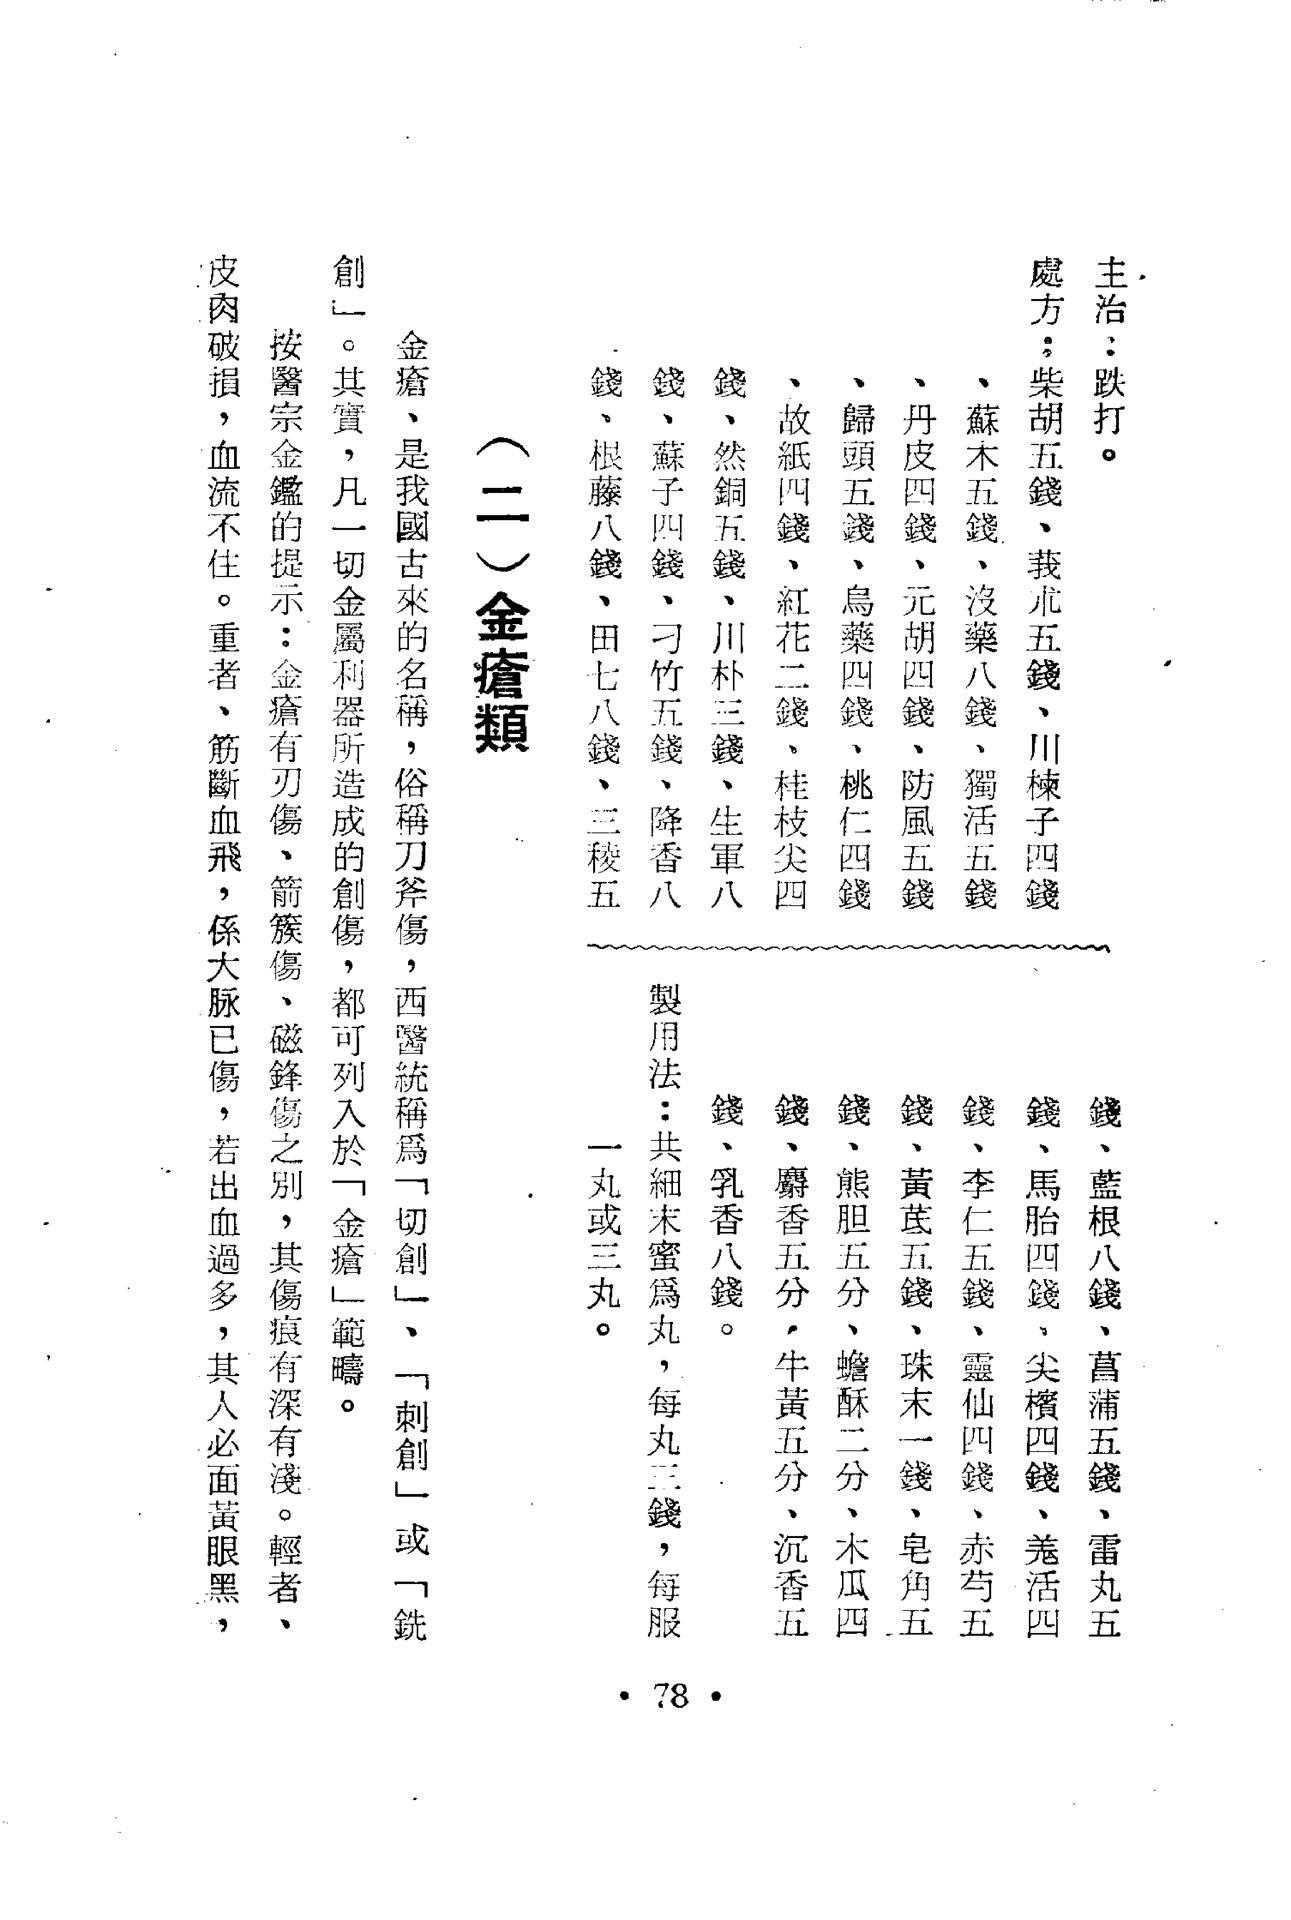 主治：跌打。
處方：柴胡五錢、莪朮五錢、川楝子四錢
、蘇木五錢、沒藥八錢、獨活五錢
、丹皮四錢、元胡四錢、防風五錢
、歸頭五錢、烏藥四錢、桃仁四錢
、故紙四錢、紅花二錢、桂枝尖四
錢、然銅五錢、川朴三錢、生軍八
錢、蘇子四錢、刁竹五錢、降香八
錢、根藤八錢、田七八錢、三稜五
錢、藍根八錢、菖蒲五錢、雷丸五
錢、馬胎四錢、尖檳四錢、羗活四
錢、李仁五錢、靈仙四錢、赤芍五
錢、黃芪五錢、珠末一錢、皂角五
錢、熊胆五分、蟾酥二分、木瓜四
錢、麝香五分，牛黃五分、沉香五
錢、乳香八錢。
製用法：共細末蜜爲丸，每丸三錢，每服
一丸或三丸。
（二）金瘡類
金瘡、是我國古來的名稱，俗稱刀斧傷，西醫統稱爲「切創」、「刺創」或「銑
創」。其實，凡一切金屬利器所造成的創傷，都可列入於「金瘡」範疇。
按醫宗金鑑的提示：金瘡有刃傷、箭簇傷、磁鋒傷之別，其傷痕有深有淺。輕者、
皮肉破損，血流不住。重者、筋斷血飛，係大脉已傷，若出血過多，其人必面黃眼黑，
• 78 •